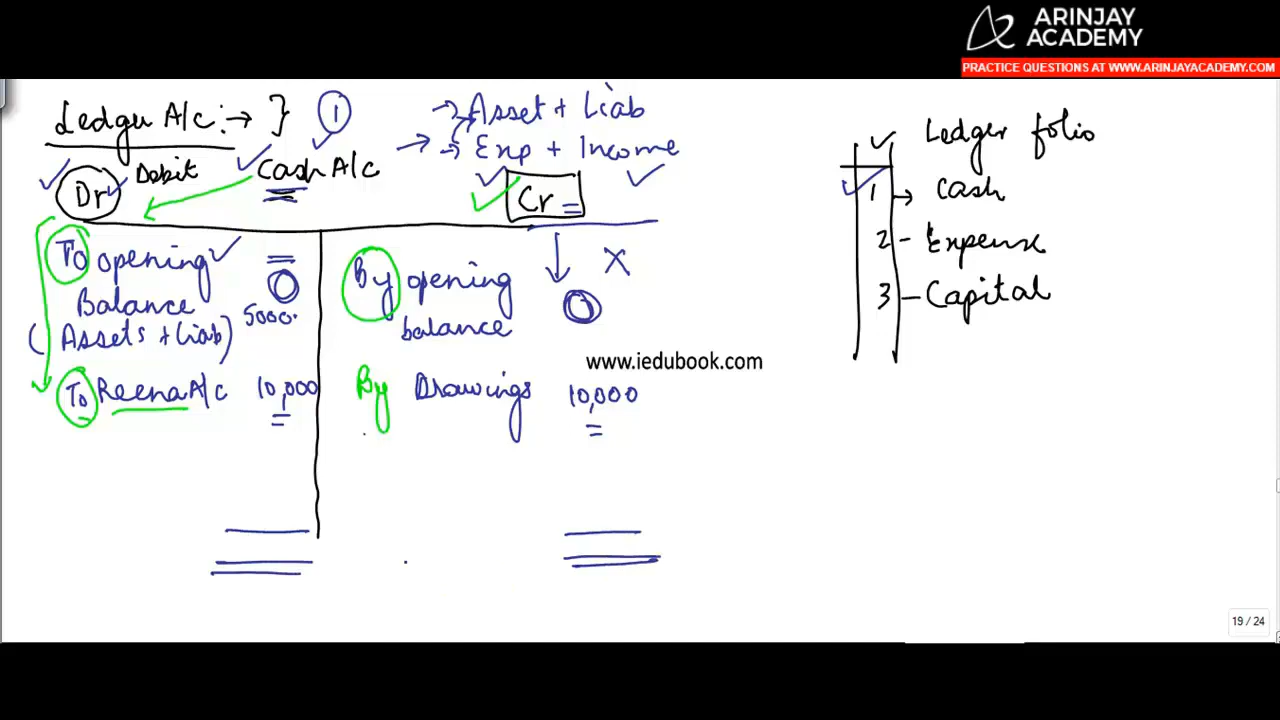 ARINJAY
ACADEMY
PRACTICE QUESTIONS AT WWW.ARINJAYACADEMY.COM
Ledger A/c :→ } 1
→ Asset + Liab
→ → Exp + Income
Dr Debit Cash A/c Cr
To opening
Balance
(Assets + Liab)
5000.
To Reena A/c 10,000
By opening X
balance
By Drawings 10,000
www.iedubook.com
Ledger folio
1 → Cash
2 - Expense
3 - Capital
19 / 24